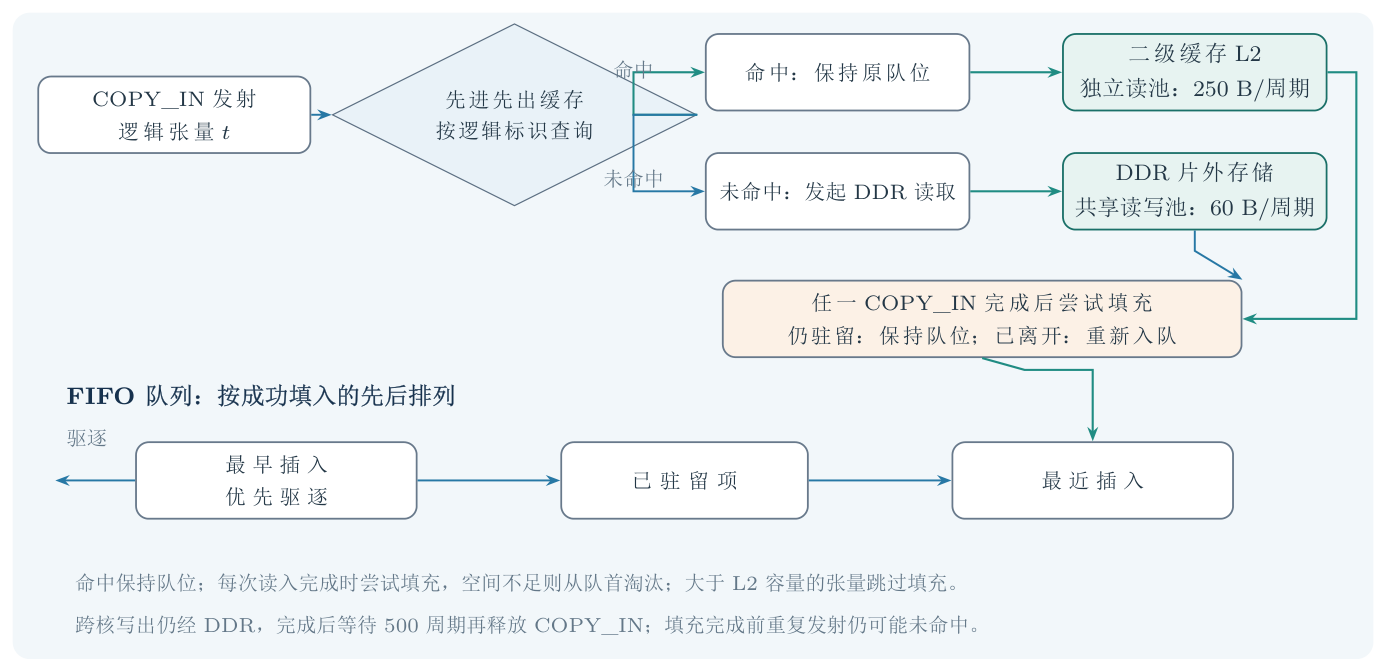 COPY_IN 发射
逻辑张量 t
先进先出缓存
按逻辑标识查询
命中
未命中
命中：保持原队位
未命中：发起 DDR 读取
二级缓存 L2
独立读池：250 B/周期
DDR 片外存储
共享读写池：60 B/周期
任一 COPY_IN 完成后尝试填充
仍驻留：保持队位；已离开：重新入队
FIFO 队列：按成功填入的先后排列
驱逐
最早插入
优先驱逐
已驻留项
最近插入
命中保持队位；每次读入完成时尝试填充，空间不足则从队首淘汰；大于 L2 容量的张量跳过填充。
跨核写出仍经 DDR，完成后等待 500 周期再释放 COPY_IN；填充完成前重复发射仍可能未命中。